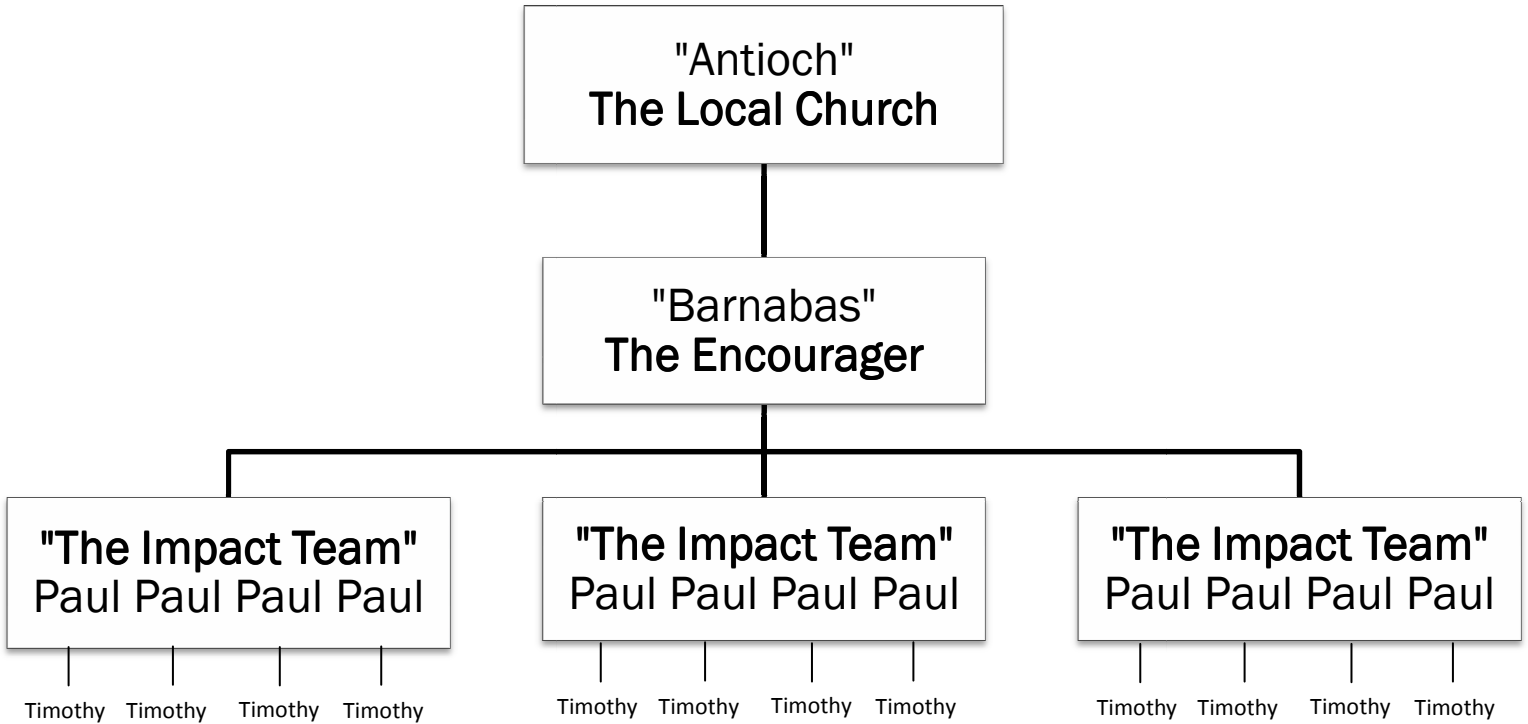 "Antioch"
The Local Church
"Barnabas"
The Encourager
"The Impact Team"
Paul Paul Paul Paul
Timothy Timothy Timothy Timothy
"The Impact Team"
Paul Paul Paul Paul
Timothy Timothy Timothy Timothy
"The Impact Team"
Paul Paul Paul Paul
Timothy Timothy Timothy Timothy